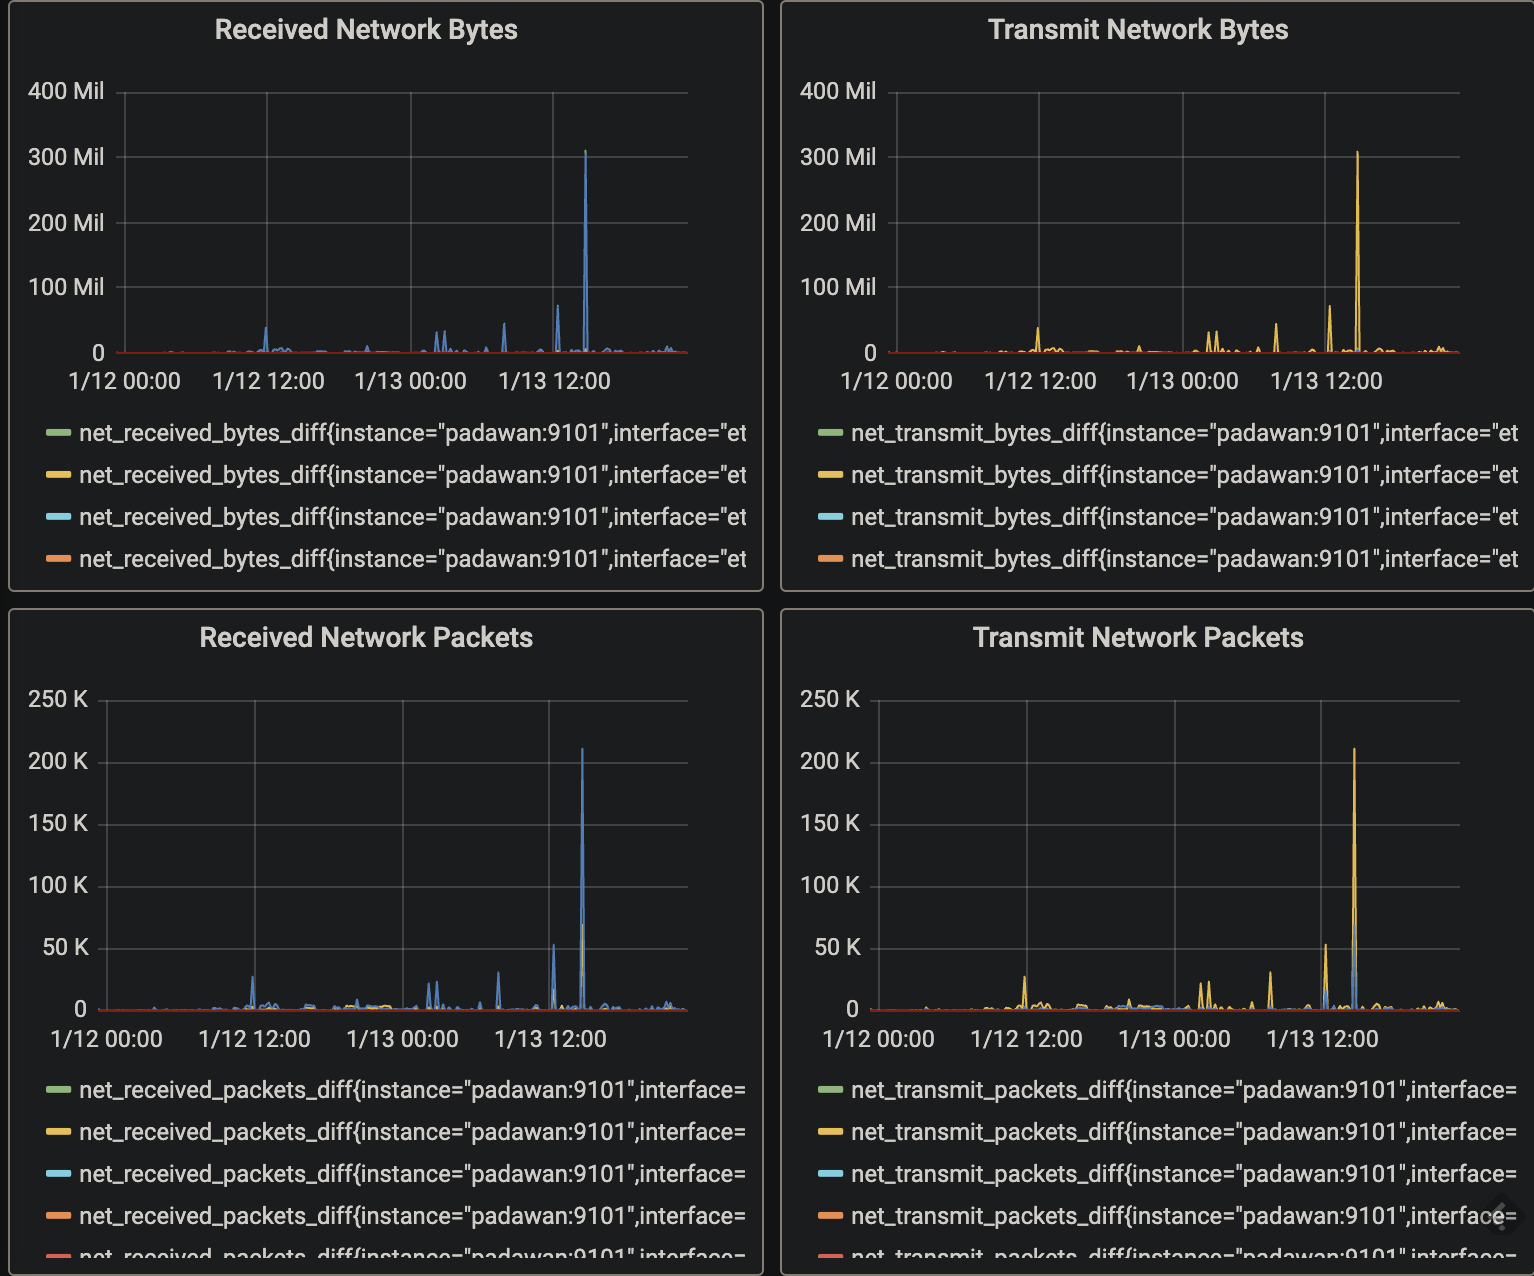 Received Network Bytes
400 Mil
300 Mil
200 Mil
100 Mil
0
1/12 00:00 1/12 12:00 1/13 00:00 1/13 12:00
net_received_bytes_diff{instance="padawan:9101",interface="et
net_received_bytes_diff{instance="padawan:9101",interface="et
net_received_bytes_diff{instance="padawan:9101",interface="et
net_received_bytes_diff{instance="padawan:9101",interface="et
Transmit Network Bytes
400 Mil
300 Mil
200 Mil
100 Mil
0
1/12 00:00 1/12 12:00 1/13 00:00 1/13 12:00
net_transmit_bytes_diff{instance="padawan:9101",interface="et
net_transmit_bytes_diff{instance="padawan:9101",interface="et
net_transmit_bytes_diff{instance="padawan:9101",interface="et
net_transmit_bytes_diff{instance="padawan:9101",interface="et
Received Network Packets
250 K
200 K
150 K
100 K
50 K
0
1/12 00:00 1/12 12:00 1/13 00:00 1/13 12:00
net_received_packets_diff{instance="padawan:9101",interface=
net_received_packets_diff{instance="padawan:9101",interface=
net_received_packets_diff{instance="padawan:9101",interface=
net_received_packets_diff{instance="padawan:9101",interface=
net_received_packets_diff{instance="padawan:9101",interface=
Transmit Network Packets
250 K
200 K
150 K
100 K
50 K
0
1/12 00:00 1/12 12:00 1/13 00:00 1/13 12:00
net_transmit_packets_diff{instance="padawan:9101",interface=
net_transmit_packets_diff{instance="padawan:9101",interface=
net_transmit_packets_diff{instance="padawan:9101",interface=
net_transmit_packets_diff{instance="padawan:9101",interface=
net_transmit_packets_diff{instance="padawan:9101",interface=